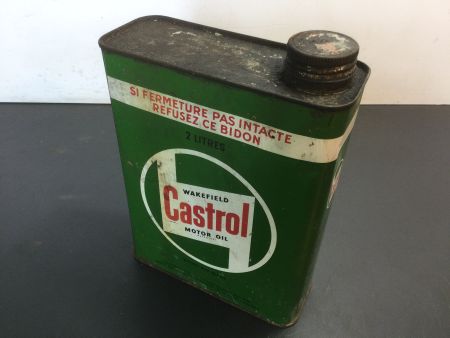 SI FERMETURE PAS INTACTE
REFUSEZ CE BIDON
2 LITRES
WAKEFIELD
Castrol
MOTOR OIL